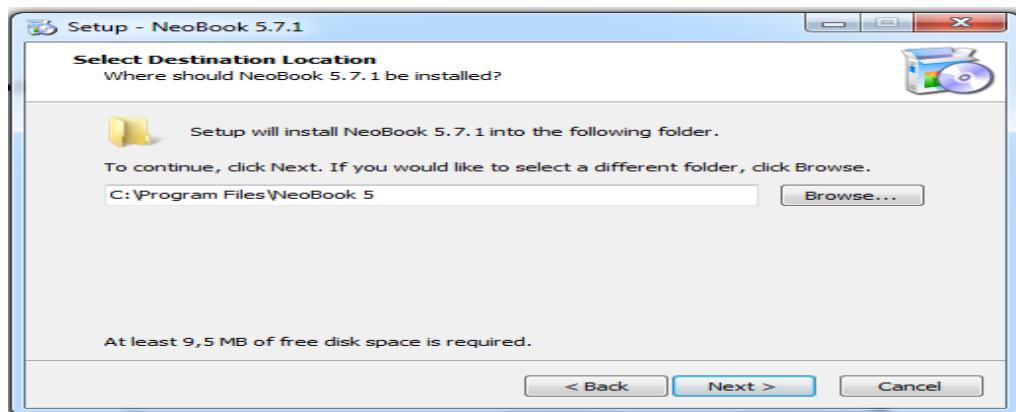 Setup - NeoBook 5.7.1
Select Destination Location
Where should NeoBook 5.7.1 be installed?
Setup will install NeoBook 5.7.1 into the following folder.
To continue, click Next. If you would like to select a different folder, click Browse.
C:\Program Files\NeoBook 5
Browse...
At least 9,5 MB of free disk space is required.
< Back
Next >
Cancel